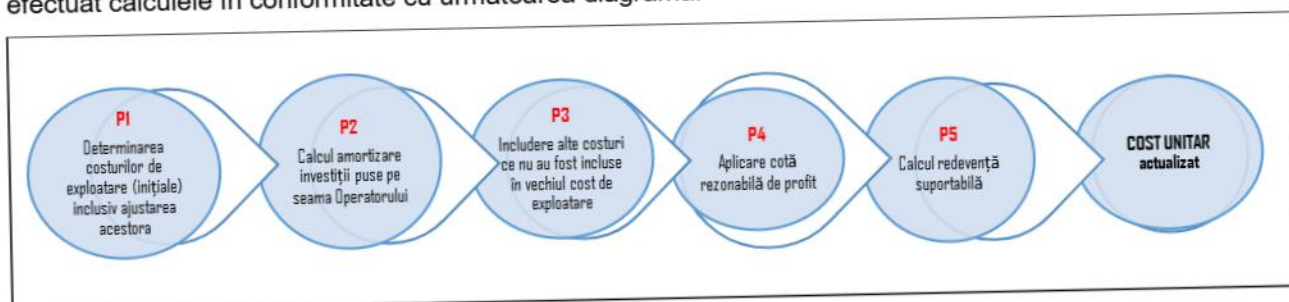 efectuat calculele în conformitate cu următoarea diagramă:
P1
Determinarea
costurilor de
exploatare (inițiale)
inclusiv ajustarea
acestora
P2
Calcul amortizare
investiții puse pe
seama Operatorului
P3
Includere alte costuri
ce nu au fost incluse
în vechiul cost de
exploatare
P4
Aplicare cotă
rezonabilă de profit
P5
Calcul redevență
suportabilă
COST UNITAR
actualizat